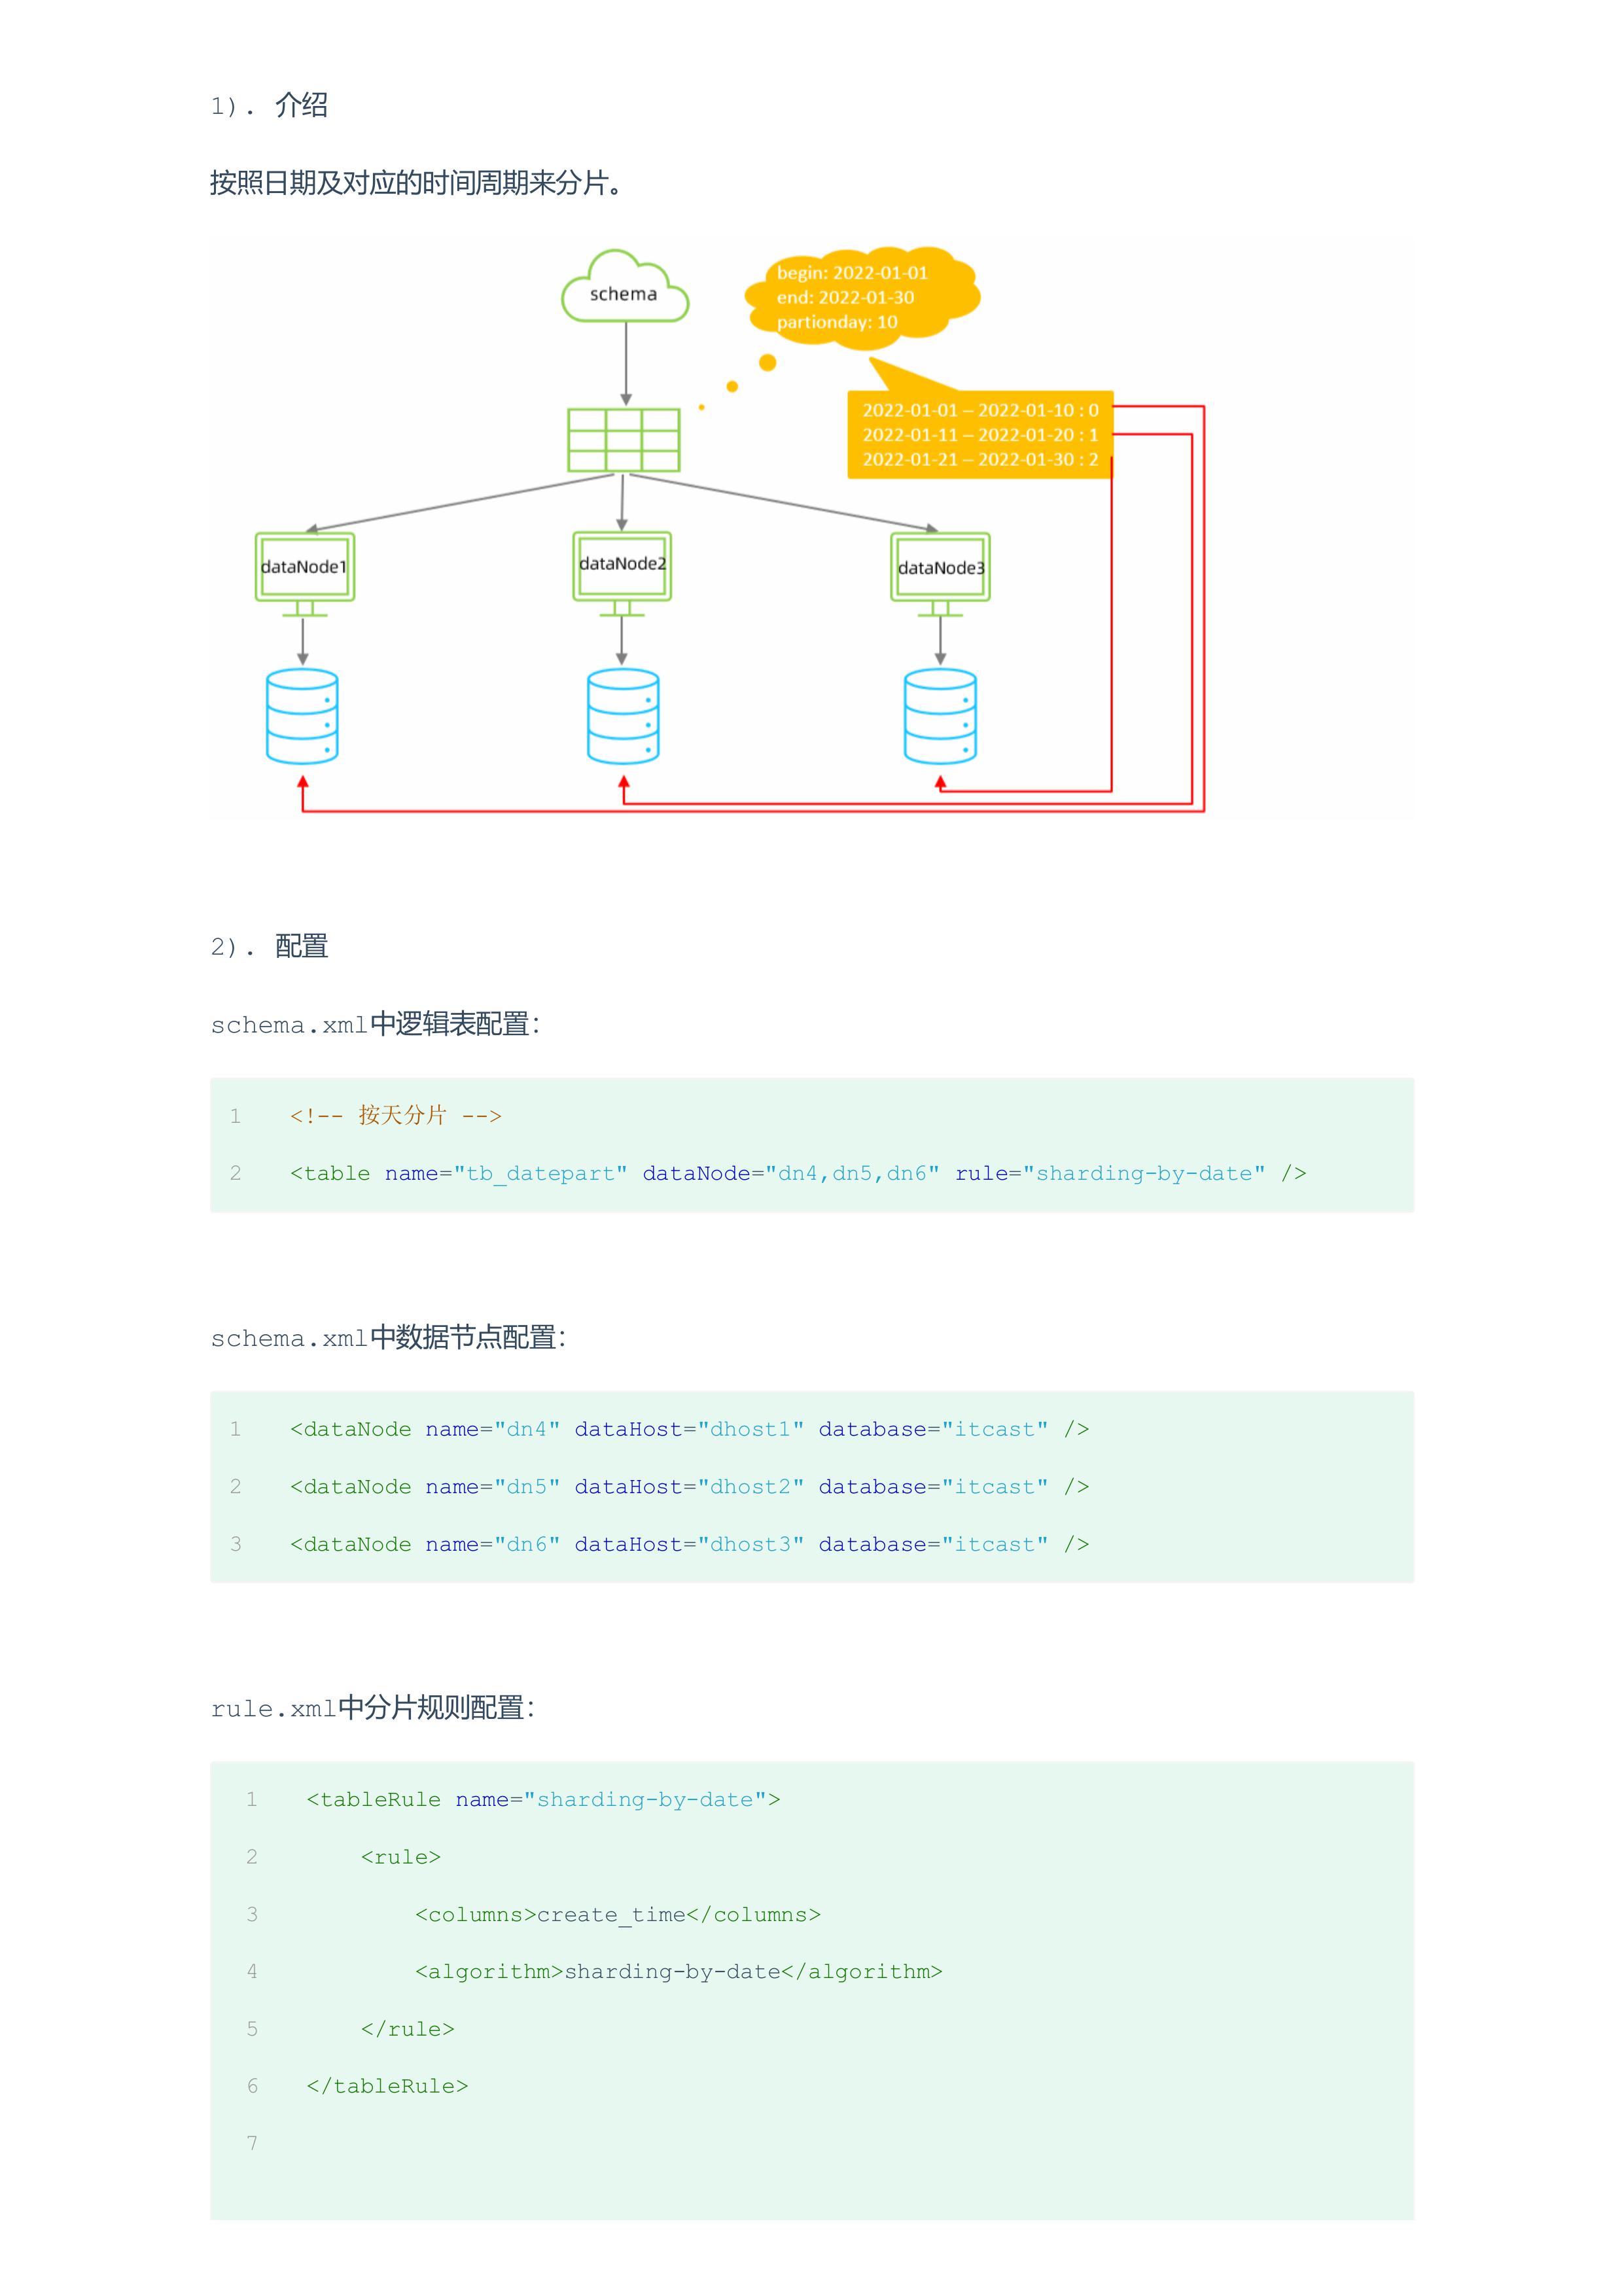 1). 介绍
按照日期及对应的时间周期来分片。
schema
begin: 2022-01-01
end: 2022-01-30
partionday: 10
2022-01-01 – 2022-01-10 : 0
2022-01-11 – 2022-01-20 : 1
2022-01-21 – 2022-01-30 : 2
dataNode1
dataNode2
dataNode3
2). 配置
schema.xml中逻辑表配置：
1 <!-- 按天分片 -->
2 <table name="tb_datepart" dataNode="dn4,dn5,dn6" rule="sharding-by-date" />
schema.xml中数据节点配置：
1 <dataNode name="dn4" dataHost="dhost1" database="itcast" />
2 <dataNode name="dn5" dataHost="dhost2" database="itcast" />
3 <dataNode name="dn6" dataHost="dhost3" database="itcast" />
rule.xml中分片规则配置：
1 <tableRule name="sharding-by-date">
2 <rule>
3 <columns>create_time</columns>
4 <algorithm>sharding-by-date</algorithm>
5 </rule>
6 </tableRule>
7